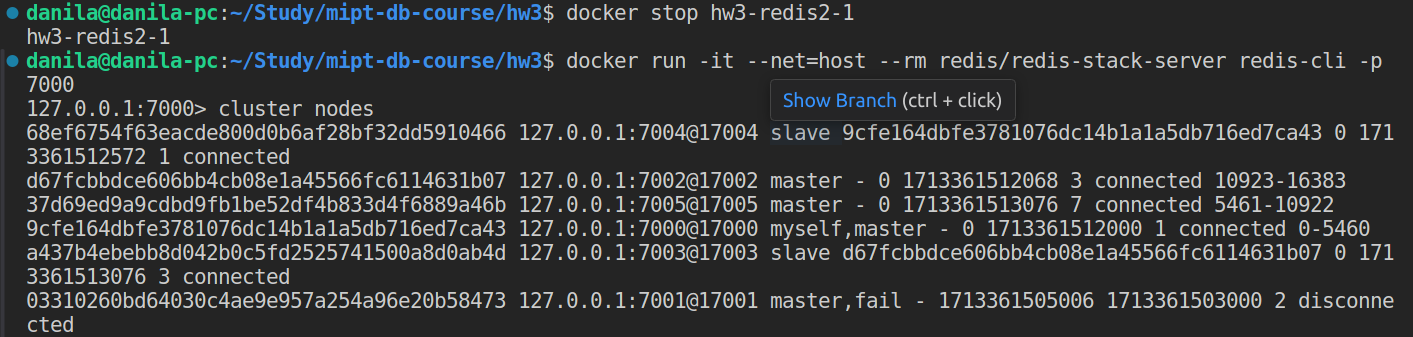 danila@danila-pc:~/Study/mipt-db-course/hw3$ docker stop hw3-redis2-1
hw3-redis2-1
danila@danila-pc:~/Study/mipt-db-course/hw3$ docker run -it --net=host --rm redis/redis-stack-server redis-cli -p
7000
127.0.0.1:7000> cluster nodes
Show Branch (ctrl + click)
68ef6754f63eacde800d0b6af28bf32dd5910466 127.0.0.1:7004@17004 slave 9cfe164dbfe3781076dc14b1a1a5db716ed7ca43 0 171
3361512572 1 connected
d67fcbbdce606bb4cb08e1a45566fc6114631b07 127.0.0.1:7002@17002 master - 0 1713361512068 3 connected 10923-16383
37d69ed9a9cdbd9fb1be52df4b833d4f6889a46b 127.0.0.1:7005@17005 master - 0 1713361513076 7 connected 5461-10922
9cfe164dbfe3781076dc14b1a1a5db716ed7ca43 127.0.0.1:7000@17000 myself,master - 0 1713361512000 1 connected 0-5460
a437b4ebebb8d042b0c5fd2525741500a8d0ab4d 127.0.0.1:7003@17003 slave d67fcbbdce606bb4cb08e1a45566fc6114631b07 0 171
3361513076 3 connected
03310260bd64030c4ae9e957a254a96e20b58473 127.0.0.1:7001@17001 master,fail - 1713361505006 1713361503000 2 disconne
cted